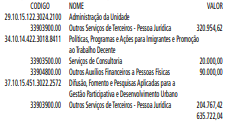 CODIGO NOME VALOR
29.10.15.122.3024.2100 Administração da Unidade
33903900.00 Outros Serviços de Terceiros - Pessoa Jurídica 320.954,62
34.10.14.422.3018.8411 Políticas, Programas e Ações para Imigrantes e Promoção
ao Trabalho Decente
33903500.00 Serviços de Consultoria 20.000,00
33904800.00 Outros Auxílios Financeiros a Pessoas Físicas 90.000,00
37.10.15.451.3022.2572 Difusão, Fomento e Pesquisas Aplicadas para a
Gestão Participativa e Desenvolvimento Urbano
33903900.00 Outros Serviços de Terceiros - Pessoa Jurídica 204.767,42
635.722,04